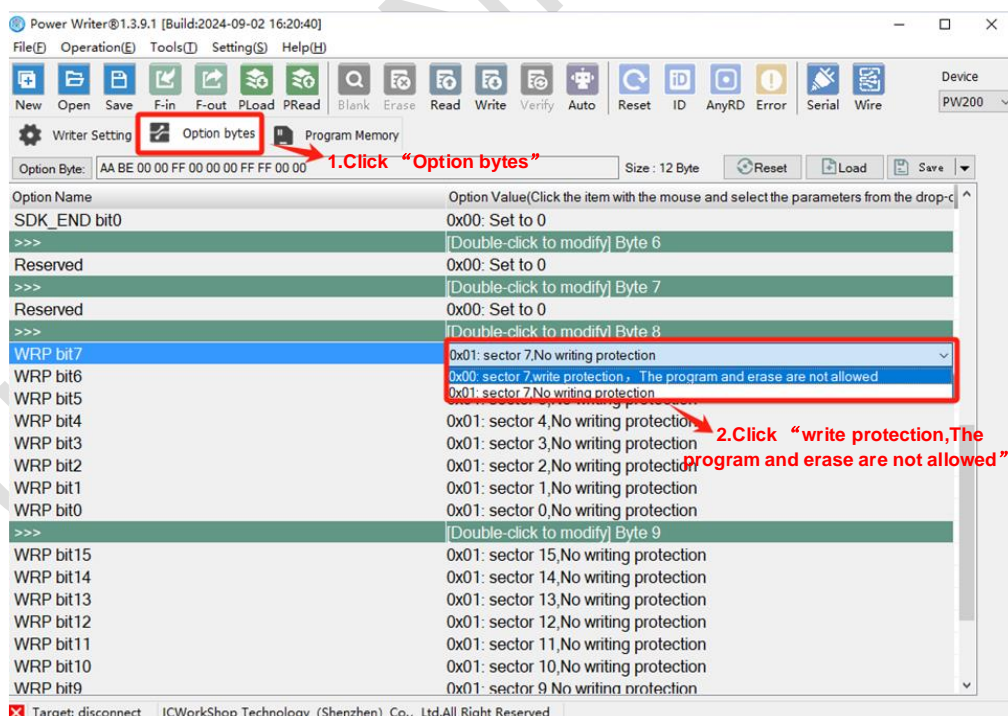 Power Writer®1.3.9.1 [Build:2024-09-02 16:20:40]
File(F) Operation(E) Tools(T) Setting(S) Help(H)
New Open Save F-in F-out PLoad PRead Blank Erase Read Write Verify Auto Reset ID AnyRD Error Serial Wire
Device
PW200
Writer Setting Option bytes Program Memory
1.Click “Option bytes”
Option Byte: AA BE 00 00 FF 00 00 00 FF FF 00 00 Size : 12 Byte Reset Load Save
Option Name Option Value(Click the item with the mouse and select the parameters from the drop-c
SDK_END bit0 0x00: Set to 0
>>> [Double-click to modify] Byte 6
Reserved 0x00: Set to 0
>>> [Double-click to modify] Byte 7
Reserved 0x00: Set to 0
>>> [Double-click to modify] Byte 8
WRP bit7 0x01: sector 7,No writing protection
WRP bit6 0x00: sector 7,write protection，The program and erase are not allowed
WRP bit5 0x01: sector 7,No writing protection
WRP bit4 0x01: sector 4,No writing protection
2.Click “write protection,The program and erase are not allowed”
WRP bit3 0x01: sector 3,No writing protection
WRP bit2 0x01: sector 2,No writing protection
WRP bit1 0x01: sector 1,No writing protection
WRP bit0 0x01: sector 0,No writing protection
>>> [Double-click to modify] Byte 9
WRP bit15 0x01: sector 15,No writing protection
WRP bit14 0x01: sector 14,No writing protection
WRP bit13 0x01: sector 13,No writing protection
WRP bit12 0x01: sector 12,No writing protection
WRP bit11 0x01: sector 11,No writing protection
WRP bit10 0x01: sector 10,No writing protection
WRP bit9 0x01: sector 9 No writing protection
Target: disconnect ICWorkShop Technology (Shenzhen) Co., Ltd.All Right Reserved